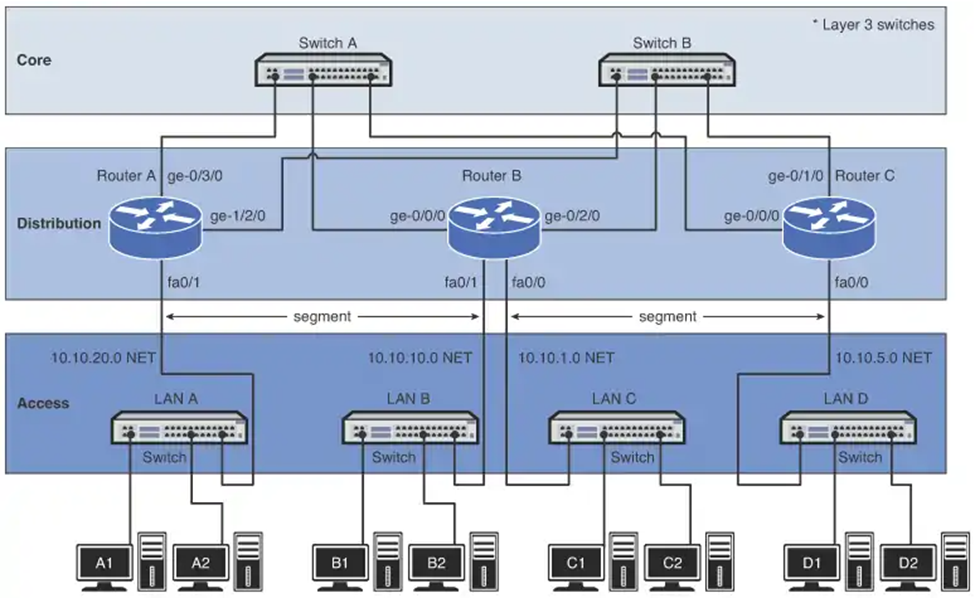 * Layer 3 switches
Core
Switch A
Switch B
Router A
ge-0/3/0
Router B
ge-0/1/0
Router C
Distribution
ge-1/2/0
ge-0/0/0
ge-0/2/0
ge-0/0/0
fa0/1
fa0/1
fa0/0
fa0/0
segment
segment
10.10.20.0 NET
10.10.10.0 NET
10.10.1.0 NET
10.10.5.0 NET
Access
LAN A
LAN B
LAN C
LAN D
Switch
Switch
Switch
Switch
A1
A2
B1
B2
C1
C2
D1
D2